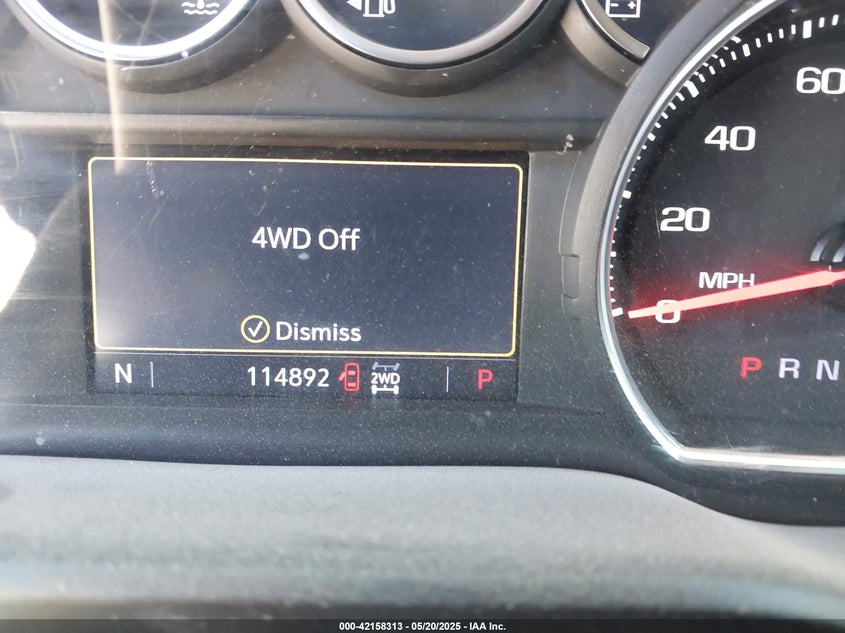 60
40
20
MPH
0
4WD Off
Dismiss
N 114892 2WD P
P R N
000-42158313 - 05/20/2025 - IAA Inc.